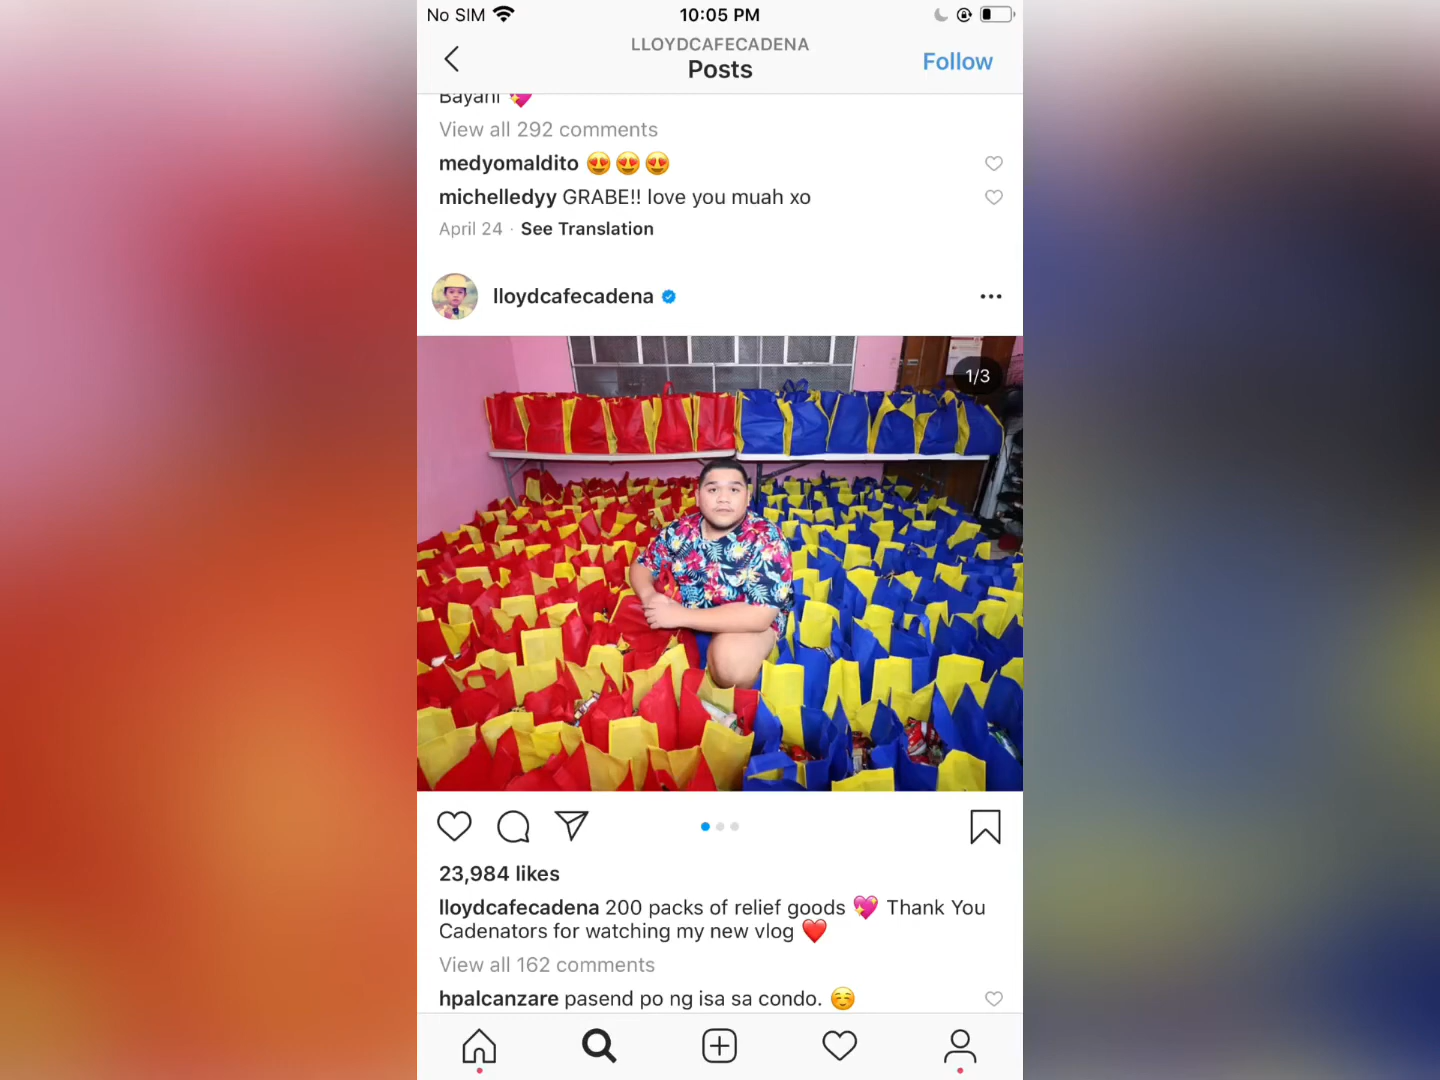 No SIM 10:05 PM
LLOYDCAFECADENA
Posts
Follow
Bayani 💖
View all 292 comments
medyomaldito 😍😍😍
michelledyy GRABE!! love you muah xo
April 24 · See Translation
lloydcafecadena
1/3
23,984 likes
lloydcafecadena 200 packs of relief goods 💖 Thank You
Cadenators for watching my new vlog ❤️
View all 162 comments
hpalcanzare pasend po ng isa sa condo. ☺️